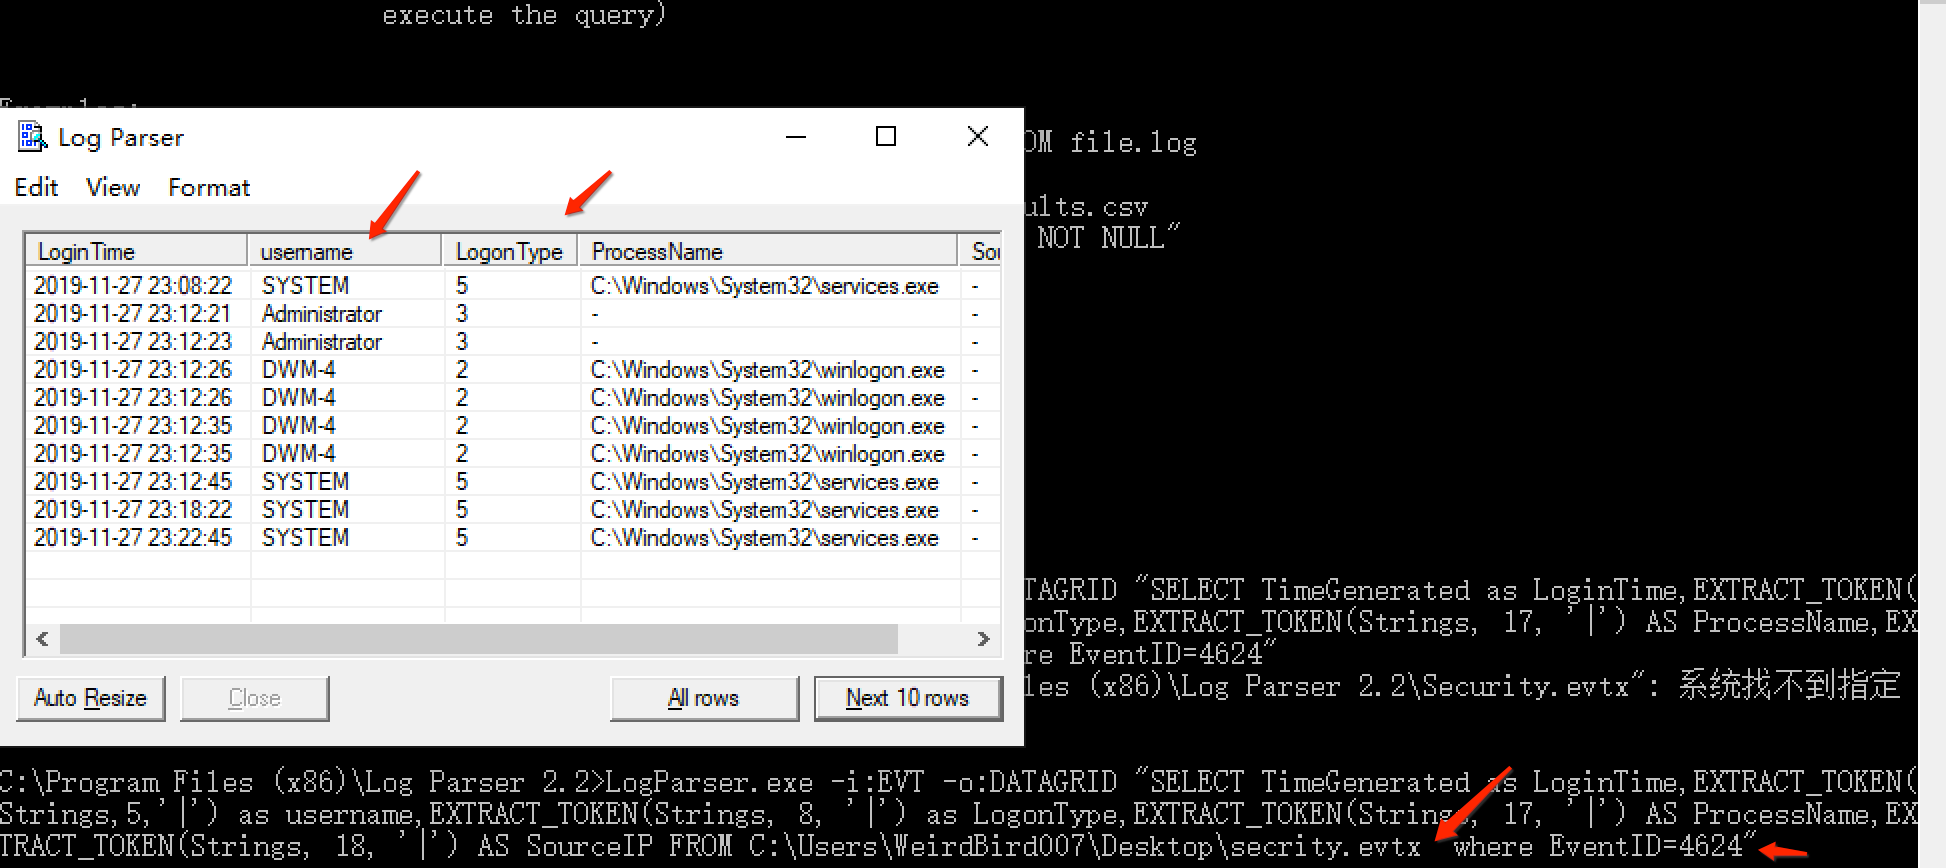 execute the query)
Log Parser
OM file.log
Edit View Format
ults.csv
NOT NULL"
LoginTime username LogonType ProcessName Sou
2019-11-27 23:08:22 SYSTEM 5 C:\Windows\System32\services.exe -
2019-11-27 23:12:21 Administrator 3 - -
2019-11-27 23:12:23 Administrator 3 - -
2019-11-27 23:12:26 DWM-4 2 C:\Windows\System32\winlogon.exe -
2019-11-27 23:12:26 DWM-4 2 C:\Windows\System32\winlogon.exe -
2019-11-27 23:12:35 DWM-4 2 C:\Windows\System32\winlogon.exe -
2019-11-27 23:12:35 DWM-4 2 C:\Windows\System32\winlogon.exe -
2019-11-27 23:12:45 SYSTEM 5 C:\Windows\System32\services.exe -
2019-11-27 23:18:22 SYSTEM 5 C:\Windows\System32\services.exe -
2019-11-27 23:22:45 SYSTEM 5 C:\Windows\System32\services.exe -
TAGRID "SELECT TimeGenerated as LoginTime,EXTRACT_TOKEN(
onType,EXTRACT_TOKEN(Strings, 17, '|') AS ProcessName,EX
re EventID=4624"
les (x86)\Log Parser 2.2\Security.evtx": 系统找不到指定
Auto Resize Close All rows Next 10 rows
C:\Program Files (x86)\Log Parser 2.2>LogParser.exe -i:EVT -o:DATAGRID "SELECT TimeGenerated as LoginTime,EXTRACT_TOKEN(
Strings,5,'|') as username,EXTRACT_TOKEN(Strings, 8, '|') as LogonType,EXTRACT_TOKEN(Strings, 17, '|') AS ProcessName,EX
TRACT_TOKEN(Strings, 18, '|') AS SourceIP FROM C:\Users\WeirdBird007\Desktop\secrity.evtx where EventID=4624"